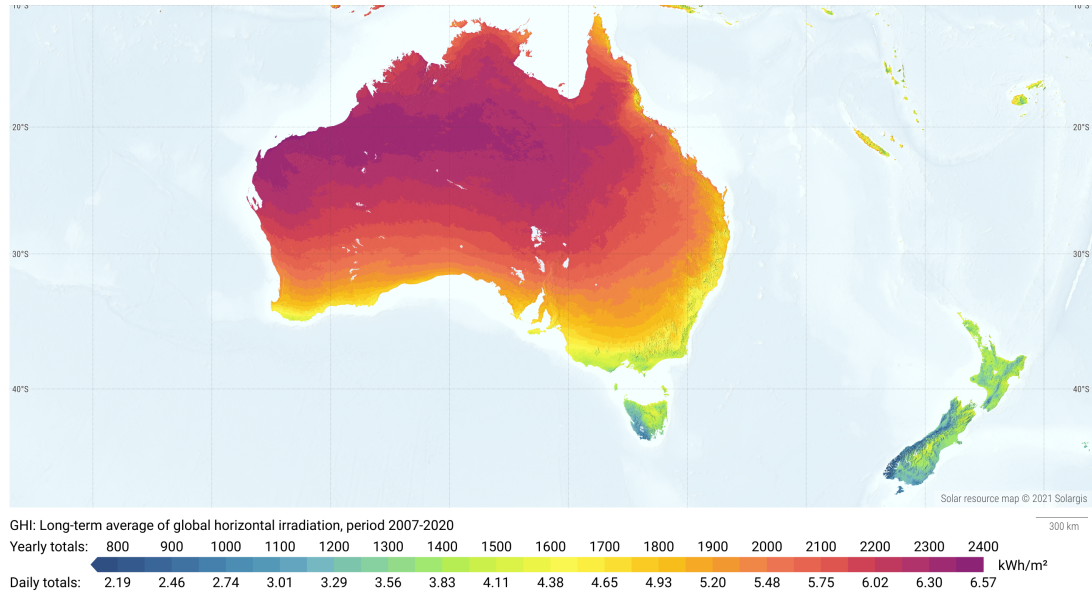 10°S 10°S
20°S 20°S
30°S 30°S
40°S 40°S
Solar resource map © 2021 Solargis
GHI: Long-term average of global horizontal irradiation, period 2007-2020
300 km
Yearly totals: 800 900 1000 1100 1200 1300 1400 1500 1600 1700 1800 1900 2000 2100 2200 2300 2400
kWh/m²
Daily totals: 2.19 2.46 2.74 3.01 3.29 3.56 3.83 4.11 4.38 4.65 4.93 5.20 5.48 5.75 6.02 6.30 6.57